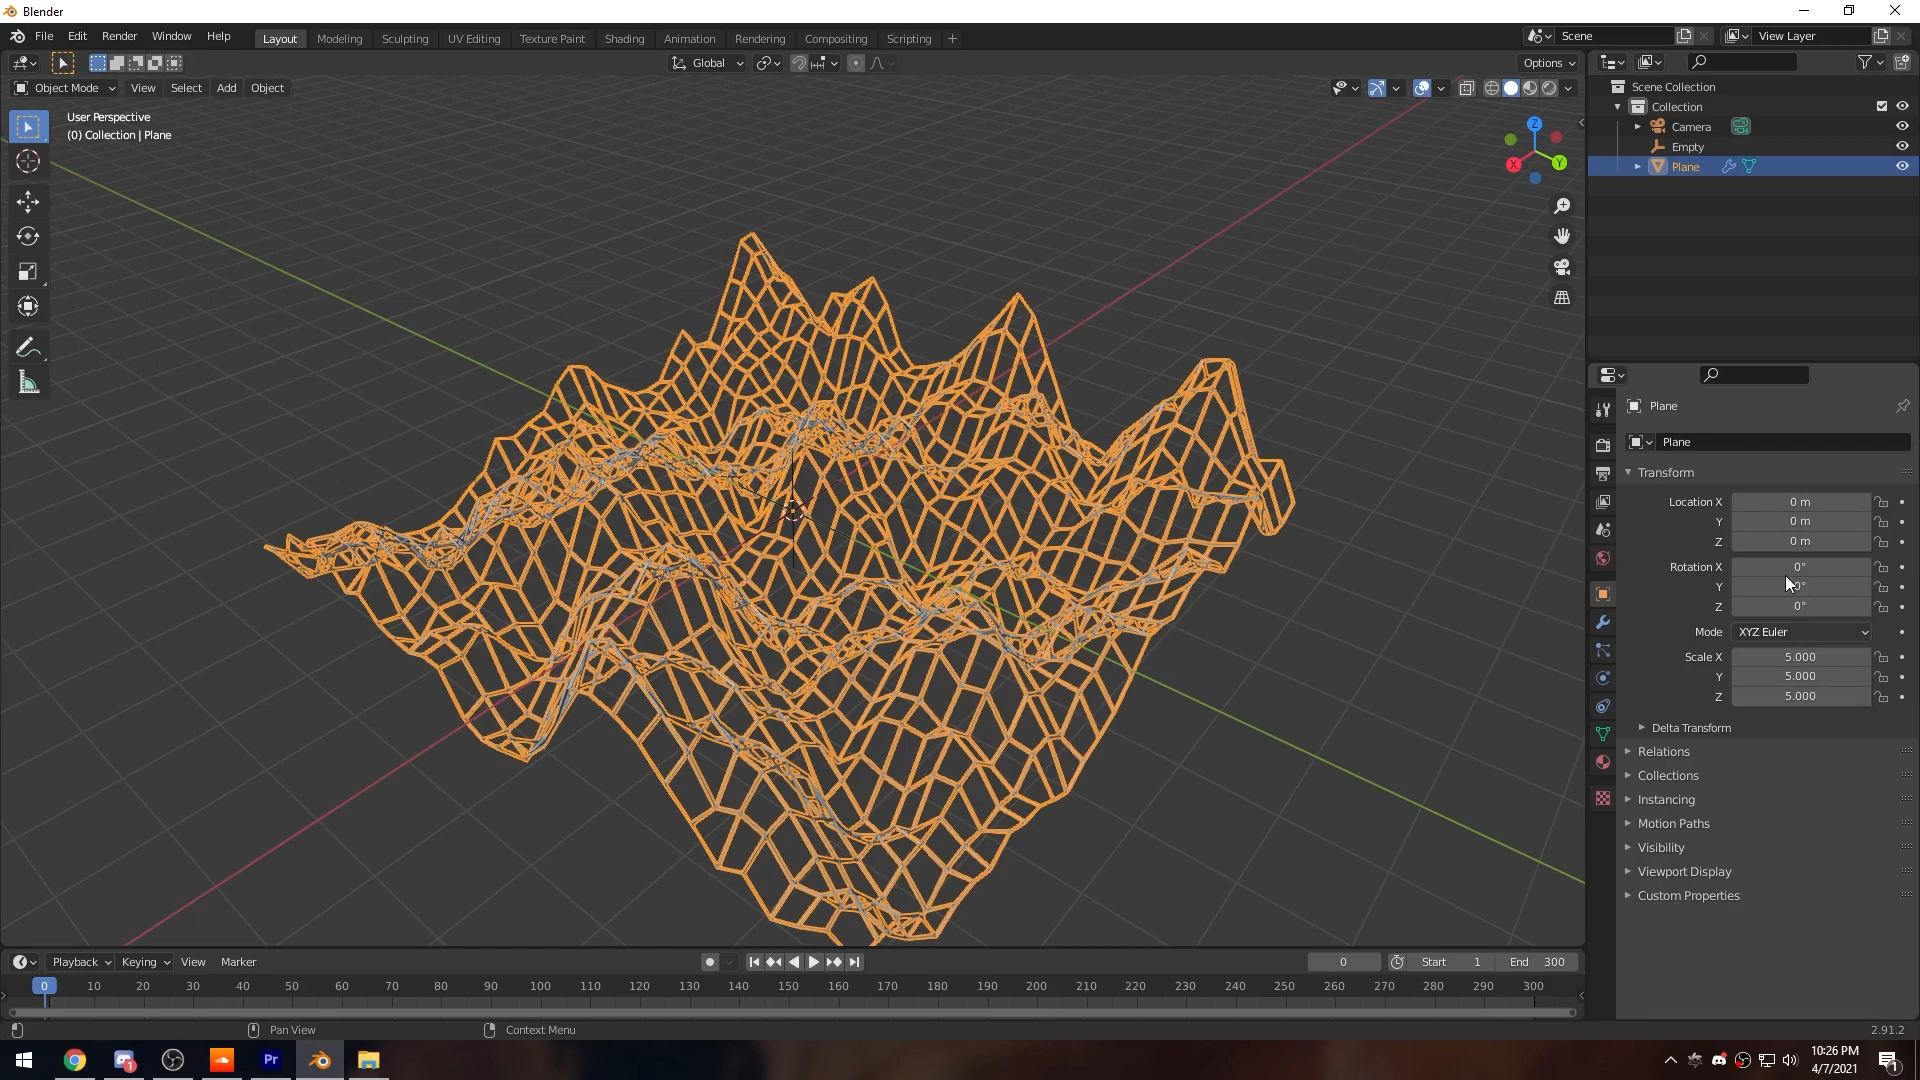 Blender
File Edit Render Window Help
Layout Modeling Sculpting UV Editing Texture Paint Shading Animation Rendering Compositing Scripting +
Scene
View Layer
Global
Options
Object Mode View Select Add Object
User Perspective
(0) Collection | Plane
Z
Y
X
Scene Collection
Collection
Camera
Empty
Plane
Plane
Plane
Transform
Location X 0 m
Y 0 m
Z 0 m
Rotation X 0°
Y 0°
Z 0°
Mode XYZ Euler
Scale X 5.000
Y 5.000
Z 5.000
Delta Transform
Relations
Collections
Instancing
Motion Paths
Visibility
Viewport Display
Custom Properties
Playback Keying View Marker
0 Start 1 End 300
0 10 20 30 40 50 60 70 80 90 100 110 120 130 140 150 160 170 180 190 200 210 220 230 240 250 260 270 280 290 300
Pan View Context Menu 2.91.2
1 Pr
10:26 PM
4/7/2021
1